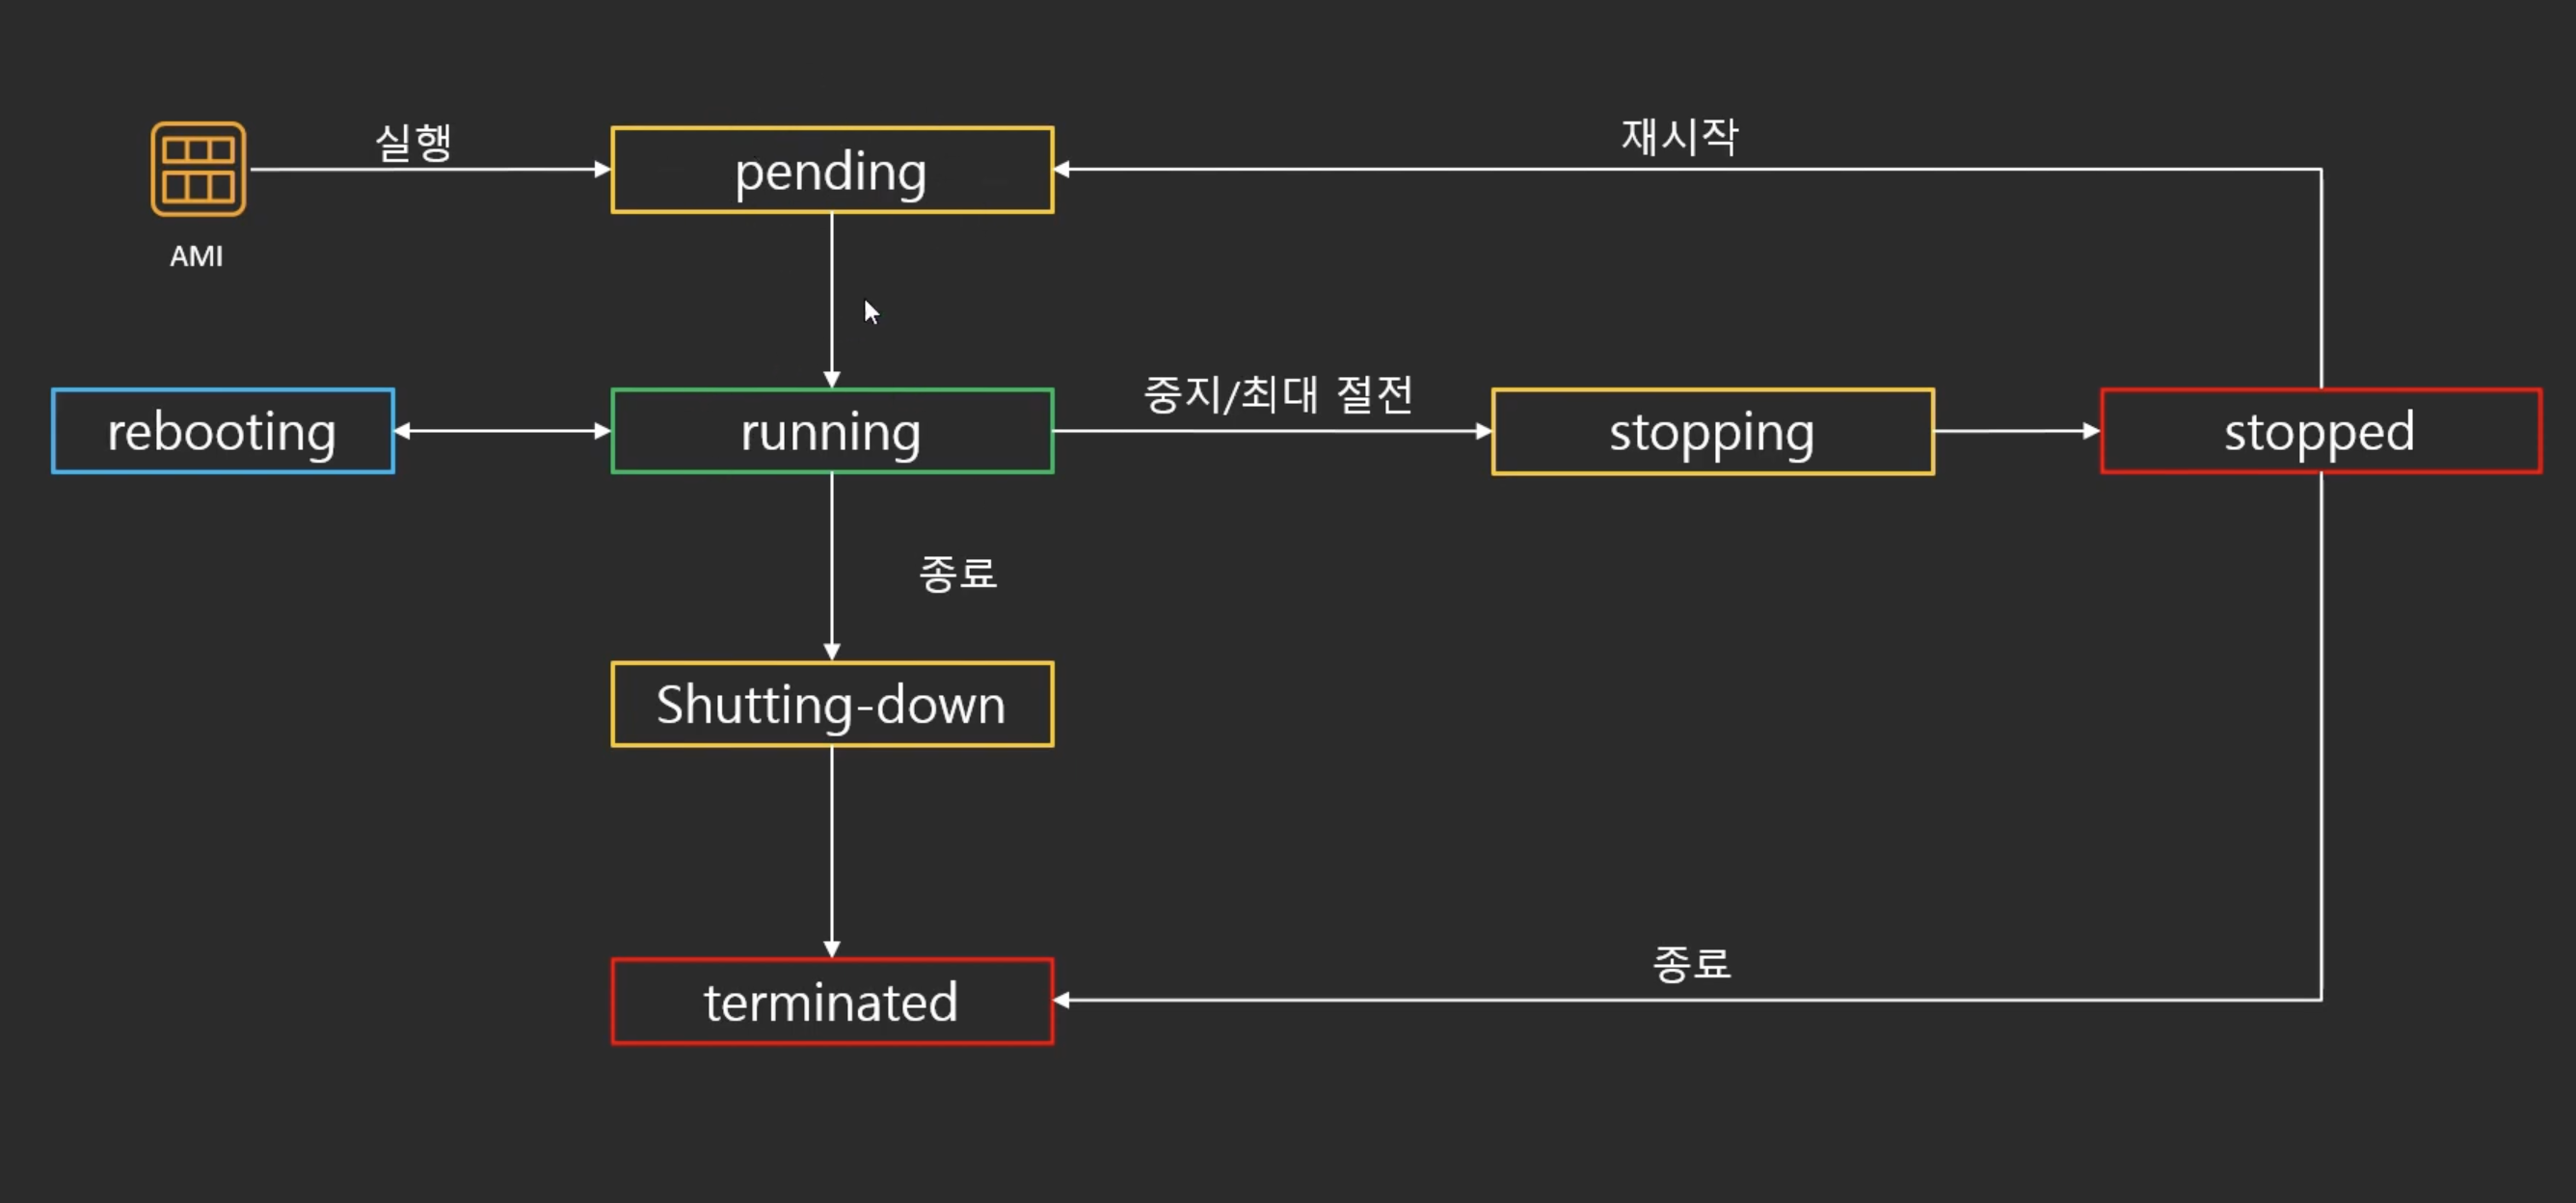 실행
재시작
pending
AMI
중지/최대 절전
rebooting
running
stopping
stopped
종료
Shutting-down
종료
terminated